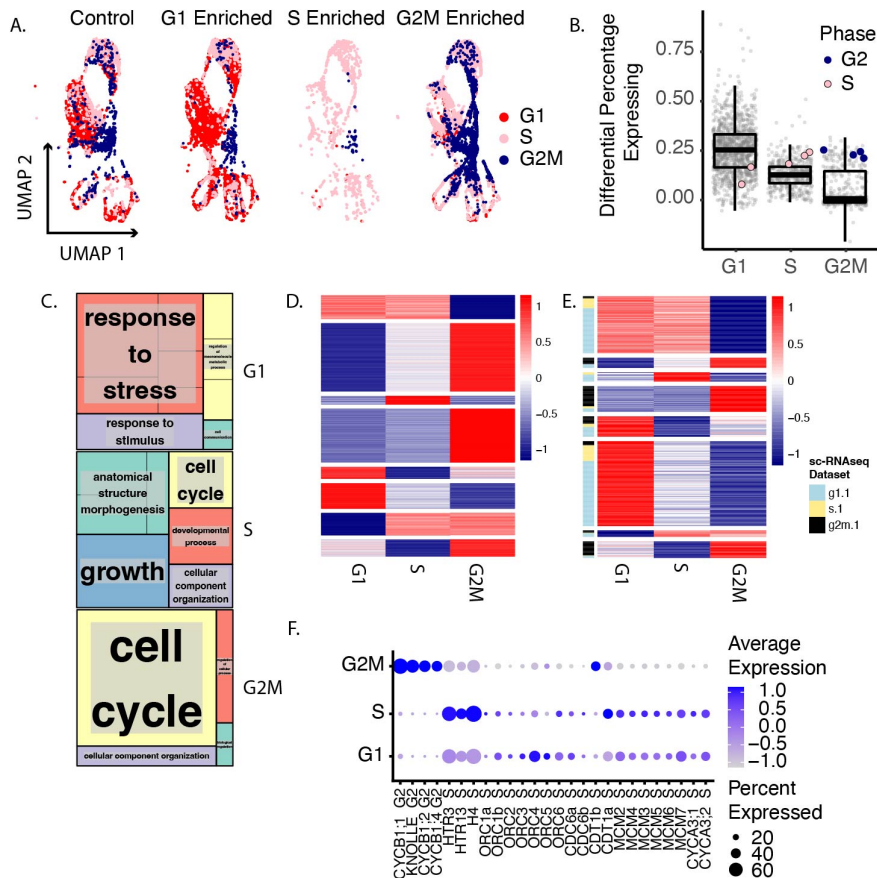 A.
Control
G1 Enriched
S Enriched
G2M Enriched
G1
S
G2M
UMAP 2
UMAP 1
B.
Differential Percentage
Expressing
0.75
0.50
0.25
0.00
Phase
G2
S
G1
S
G2M
C.
response
to
stress
response to
stimulus
cell
communication
G1
anatomical
structure
morphogenesis
cell
cycle
developmental
process
growth
cellular
component
organization
S
cell
cycle
cellular component organization
G2M
D.
1
0.5
0
−0.5
−1
G1
S
G2M
E.
1
0.5
0
−0.5
−1
sc-RNAseq
Dataset
g1.1
s.1
g2m.1
G1
S
G2M
F.
G2M
S
G1
CYCB1;1 G2
KNOLLE G2
CYCB1;2 G2
CYCB1;4 G2
HTR3 S
HTR13 S
H4 S
ORC1a S
ORC1b S
ORC2 S
ORC3 S
ORC4 S
ORC5 S
ORC6 S
CDC6a S
CDC6b S
CDT1b S
CDT1a S
MCM2 S
MCM4 S
MCM3 S
MCM5 S
MCM6 S
MCM7 S
CYCA3;1 S
CYCA3;2 S
Average
Expression
1.0
0.5
0.0
−0.5
−1.0
Percent
Expressed
20
40
60